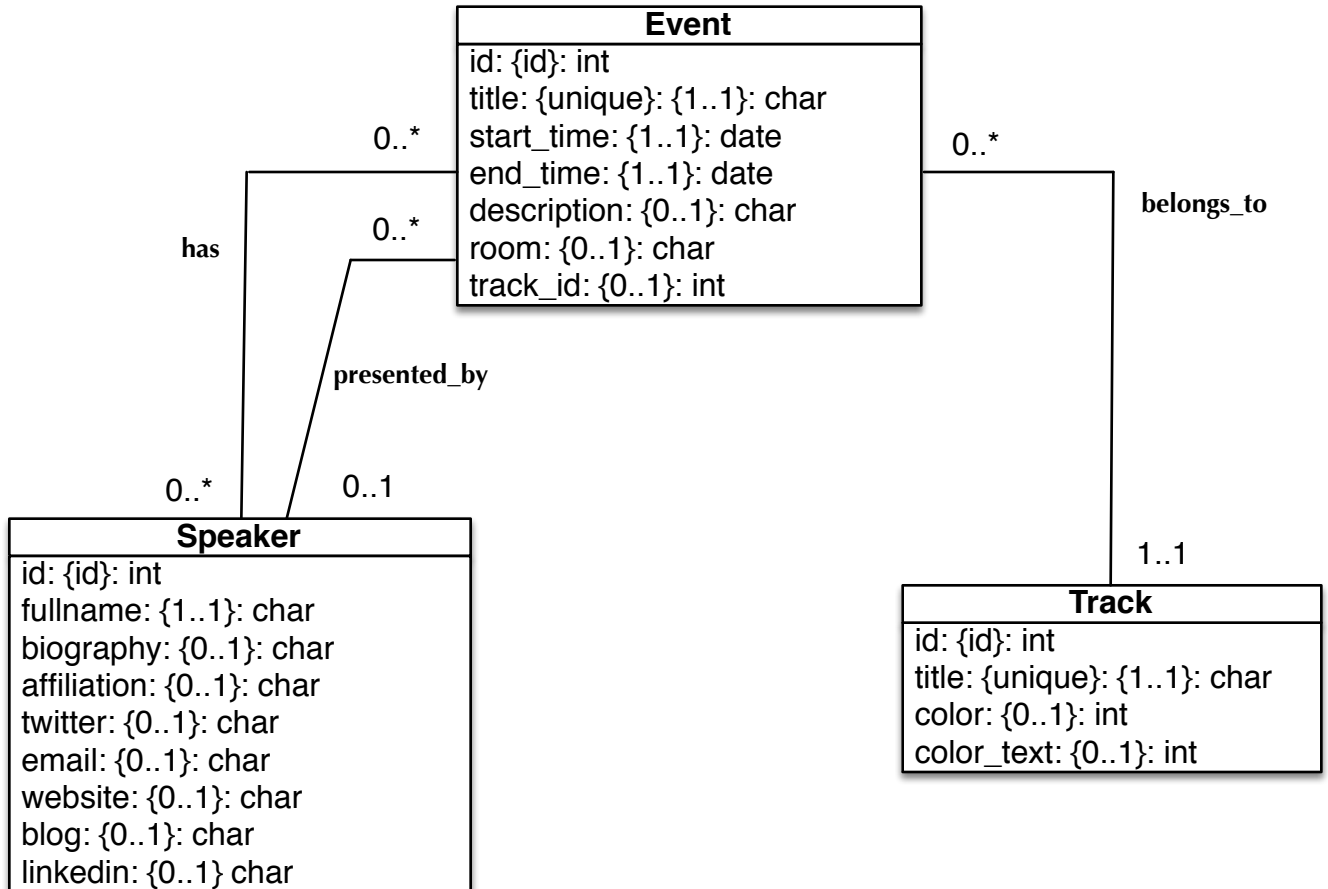 Event
id: {id}: int
title: {unique}: {1..1}: char
start_time: {1..1}: date
end_time: {1..1}: date
description: {0..1}: char
room: {0..1}: char
track_id: {0..1}: int
0..*
0..*
has
0..*
belongs_to
presented_by
0..*
0..1
1..1
Speaker
id: {id}: int
fullname: {1..1}: char
biography: {0..1}: char
affiliation: {0..1}: char
twitter: {0..1}: char
email: {0..1}: char
website: {0..1}: char
blog: {0..1}: char
linkedin: {0..1} char
Track
id: {id}: int
title: {unique}: {1..1}: char
color: {0..1}: int
color_text: {0..1}: int